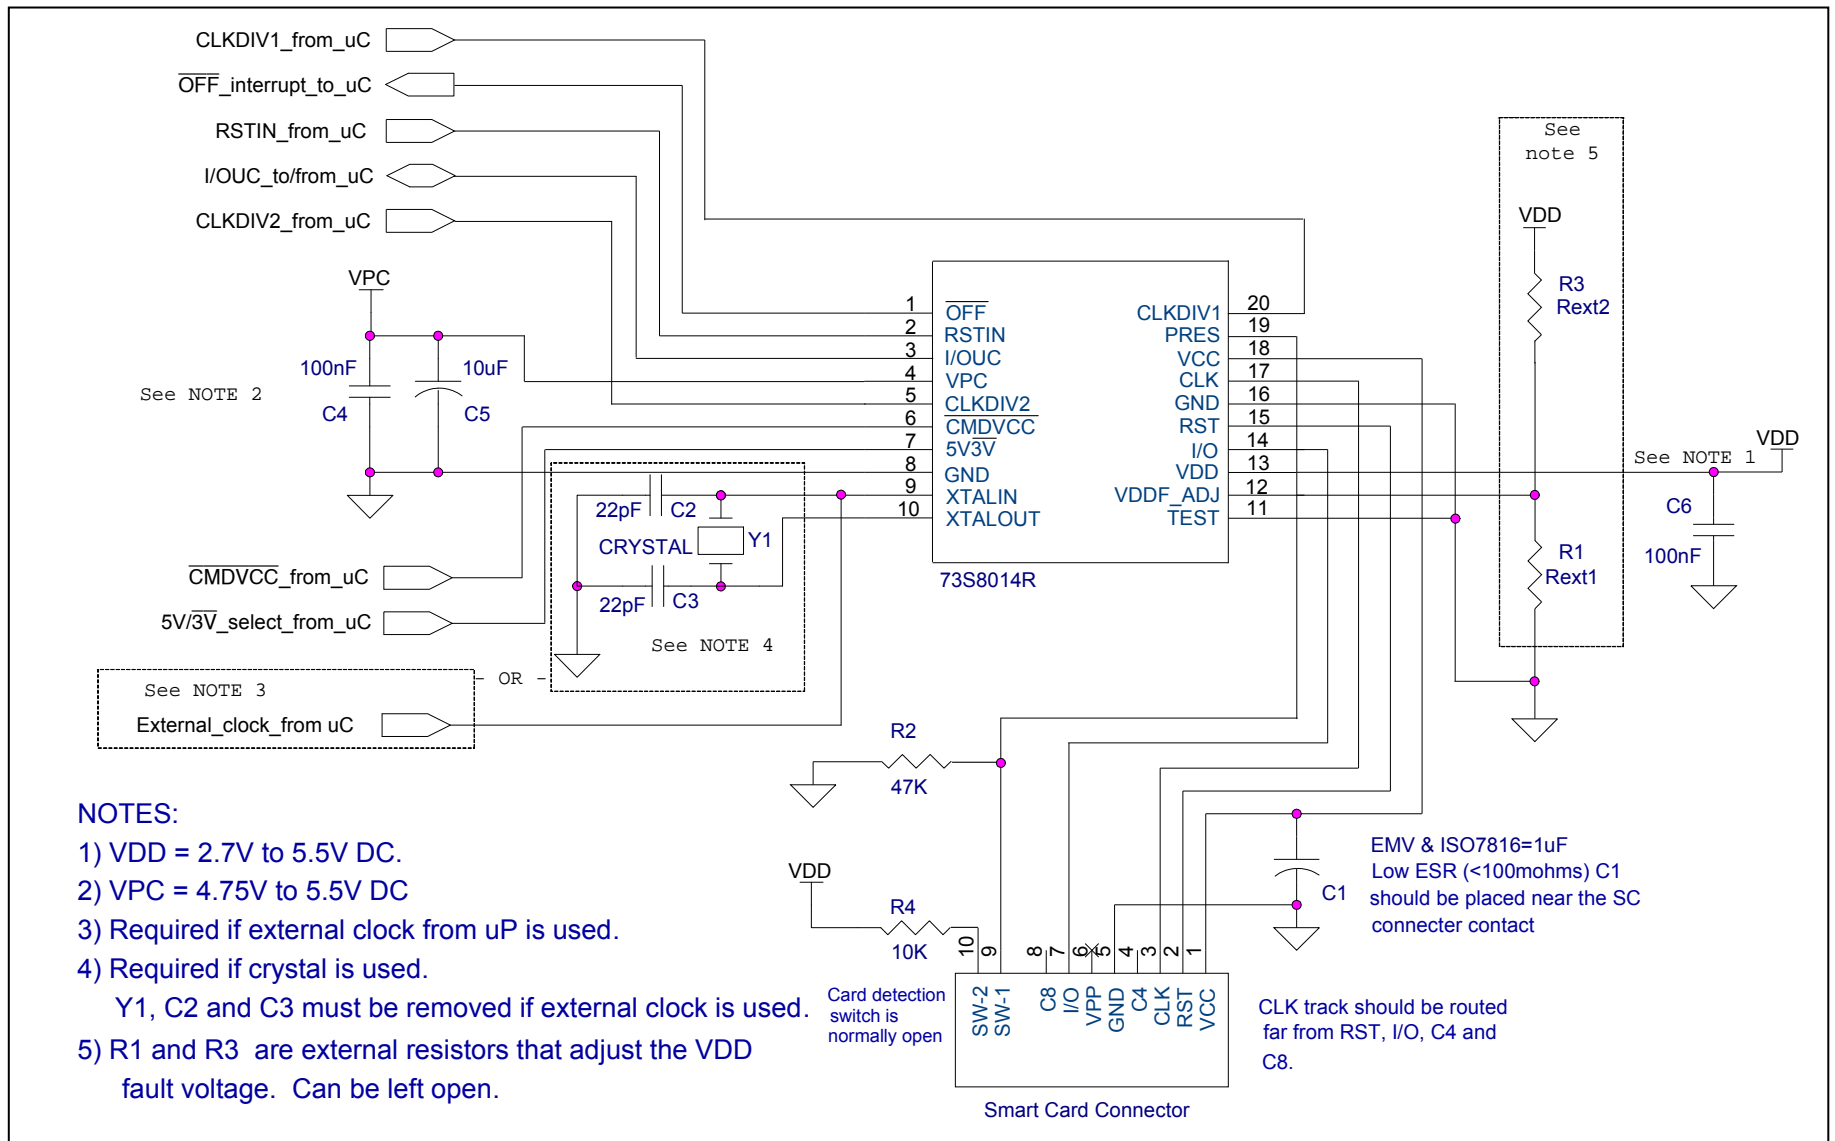 CLKDIV1_from_uC
O̅F̅F̅_interrupt_to_uC
RSTIN_from_uC
I/OUC_to/from_uC
CLKDIV2_from_uC
VPC
100nF
C4
10uF
C5
See NOTE 2
C̅M̅D̅V̅C̅C̅_from_uC
5V/3̅V̅_select_from_uC
See NOTE 3
External_clock_from uC
- OR -
22pF
C2
CRYSTAL
Y1
22pF
C3
See NOTE 4
1
2
3
4
5
6
7
8
9
10
O̅F̅F̅
RSTIN
I/OUC
VPC
CLKDIV2
C̅M̅D̅V̅C̅C̅
5V3̅V̅
GND
XTALIN
XTALOUT
CLKDIV1
PRES
VCC
CLK
GND
RST
I/O
VDD
VDDF_ADJ
TEST
20
19
18
17
16
15
14
13
12
11
73S8014R
See
note 5
VDD
R3
Rext2
R1
Rext1
See NOTE 1
VDD
C6
100nF
R2
47K
VDD
R4
10K
C1
EMV & ISO7816=1uF
Low ESR (<100mohms) C1
should be placed near the SC
connecter contact
10
9
8
7
6
5
4
3
2
1
SW-2
SW-1
C8
I/O
VPP
GND
C4
CLK
RST
VCC
Card detection
switch is
normally open
CLK track should be routed
far from RST, I/O, C4 and
C8.
Smart Card Connector
NOTES:
1) VDD = 2.7V to 5.5V DC.
2) VPC = 4.75V to 5.5V DC
3) Required if external clock from uP is used.
4) Required if crystal is used.
Y1, C2 and C3 must be removed if external clock is used.
5) R1 and R3 are external resistors that adjust the VDD
fault voltage. Can be left open.